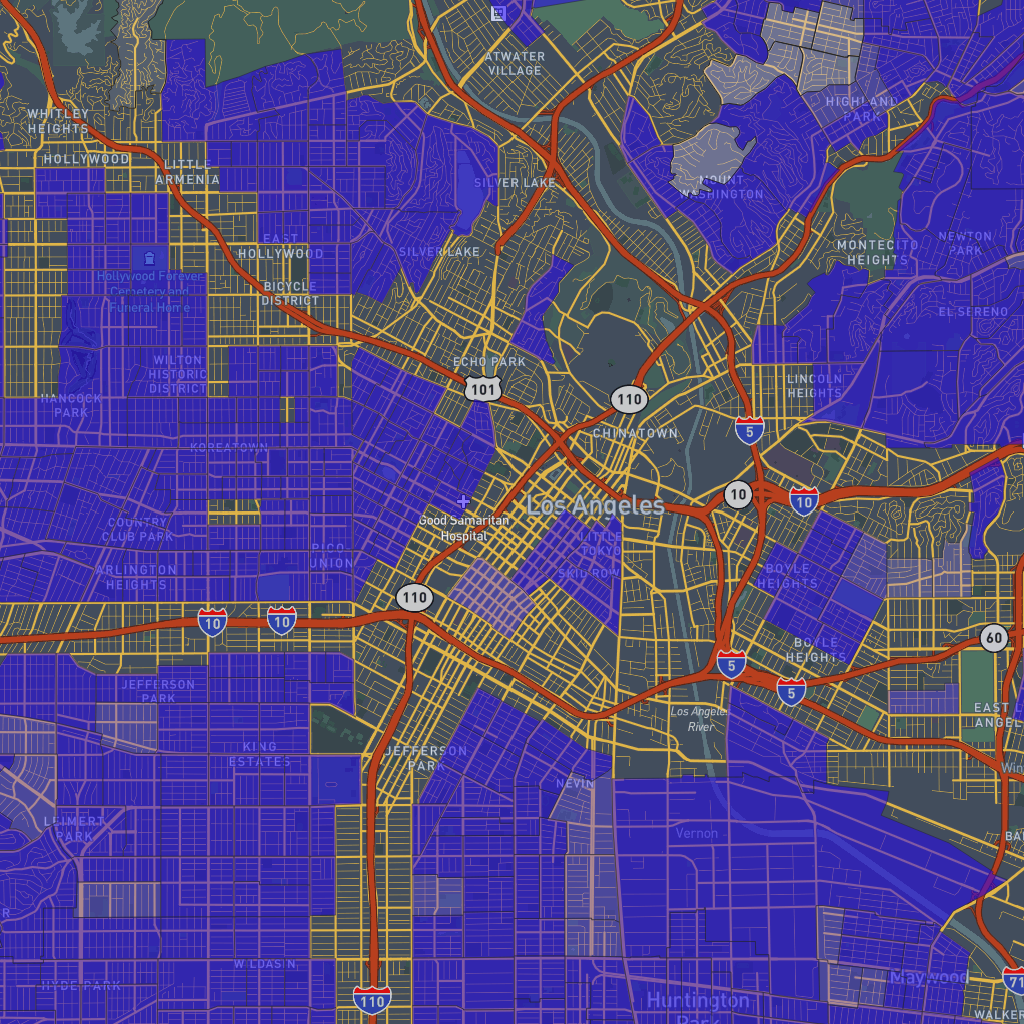 ATWATER
VILLAGE
WHITLEY
HEIGHTS
HIGHLAND
PARK
HOLLYWOOD
LITTLE
ARMENIA
SILVER LAKE
MOUNT
WASHINGTON
EAST
HOLLYWOOD
SILVER LAKE
MONTECITO
HEIGHTS
NEWTON
PARK
Hollywood Forever
Cemetery and
Funeral Home
BICYCLE
DISTRICT
EL SERENO
WILTON
HISTORIC
DISTRICT
ECHO PARK
101
110
LINCOLN
HEIGHTS
HANCOCK
PARK
5
CHINATOWN
KOREATOWN
10
10
Los Angeles
Good Samaritan
Hospital
COUNTRY
CLUB PARK
LITTLE
TOKYO
PICO-
UNION
ARLINGTON
HEIGHTS
SKID ROW
BOYLE
HEIGHTS
110
10
10
60
BOYLE
HEIGHTS
5
5
JEFFERSON
PARK
Los Angele
River
EAST
ANGEL
KING
ESTATES
JEFFERSON
PARK
Win
NEVIN
LEIMERT
PARK
Vernon
BA
R
W
HYDE PARK
Maywood
71
110
Huntington
Park
WALKER